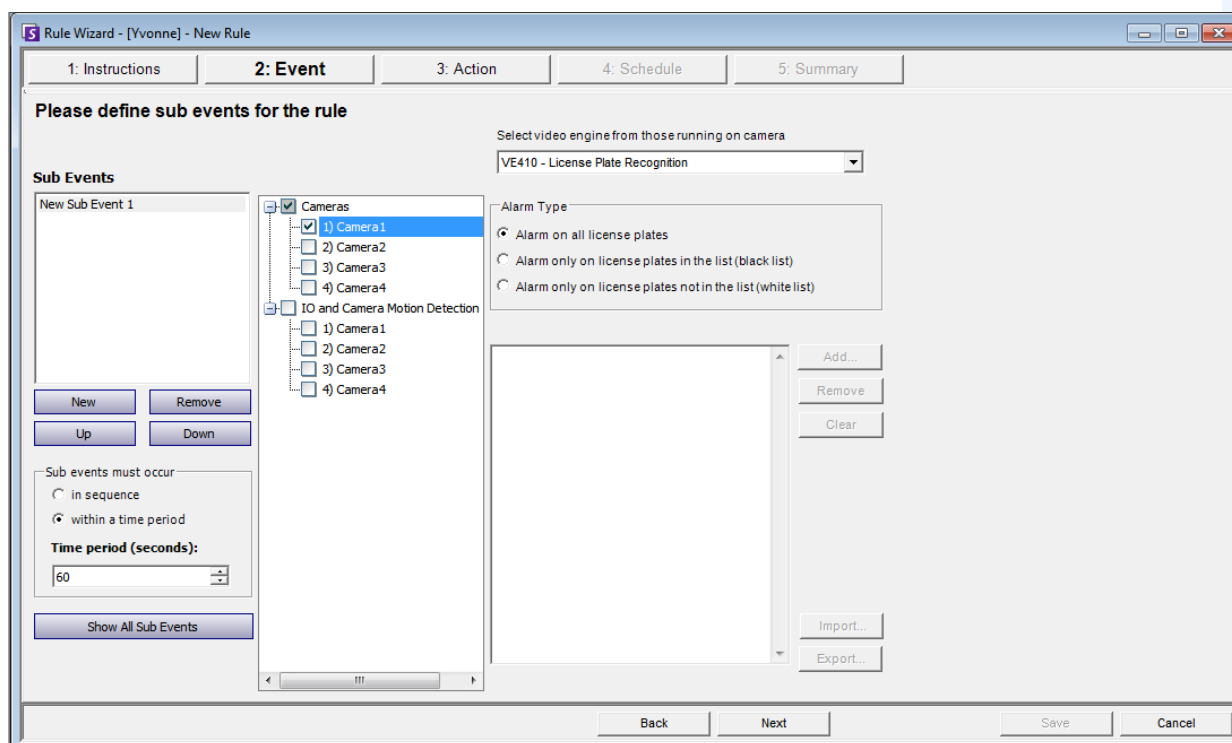 S Rule Wizard - [Yvonne] - New Rule
1: Instructions 2: Event 3: Action 4: Schedule 5: Summary
Please define sub events for the rule
Select video engine from those running on camera
VE410 - License Plate Recognition
Sub Events
New Sub Event 1
New Remove
Up Down
Sub events must occur
in sequence
within a time period
Time period (seconds):
60
Show All Sub Events
Cameras
1) Camera1
2) Camera2
3) Camera3
4) Camera4
IO and Camera Motion Detection
1) Camera1
2) Camera2
3) Camera3
4) Camera4
Alarm Type
Alarm on all license plates
Alarm only on license plates in the list (black list)
Alarm only on license plates not in the list (white list)
Add...
Remove
Clear
Import...
Export...
Back Next Save Cancel